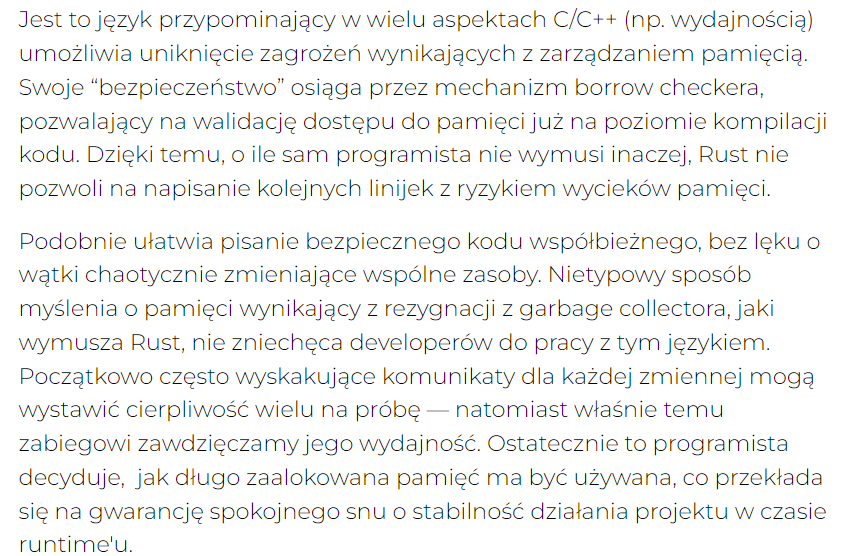 Jest to język przypominający w wielu aspektach C/C++ (np. wydajnością)
umożliwia uniknięcie zagrożeń wynikających z zarządzaniem pamięcią.
Swoje “bezpieczeństwo” osiąga przez mechanizm borrow checkera,
pozwalający na walidację dostępu do pamięci już na poziomie kompilacji
kodu. Dzięki temu, o ile sam programista nie wymusi inaczej, Rust nie
pozwoli na napisanie kolejnych linijek z ryzykiem wycieków pamięci.
Podobnie ułatwia pisanie bezpiecznego kodu współbieżnego, bez lęku o
wątki chaotycznie zmieniające wspólne zasoby. Nietypowy sposób
myślenia o pamięci wynikający z rezygnacji z garbage collectora, jaki
wymusza Rust, nie zniechęca developerów do pracy z tym językiem.
Początkowo często wyskakujące komunikaty dla każdej zmiennej mogą
wystawić cierpliwość wielu na próbę — natomiast właśnie temu
zabiegowi zawdzięczamy jego wydajność. Ostatecznie to programista
decyduje,  jak długo zaalokowana pamięć ma być używana, co przekłada
się na gwarancję spokojnego snu o stabilność działania projektu w czasie
runtime'u.